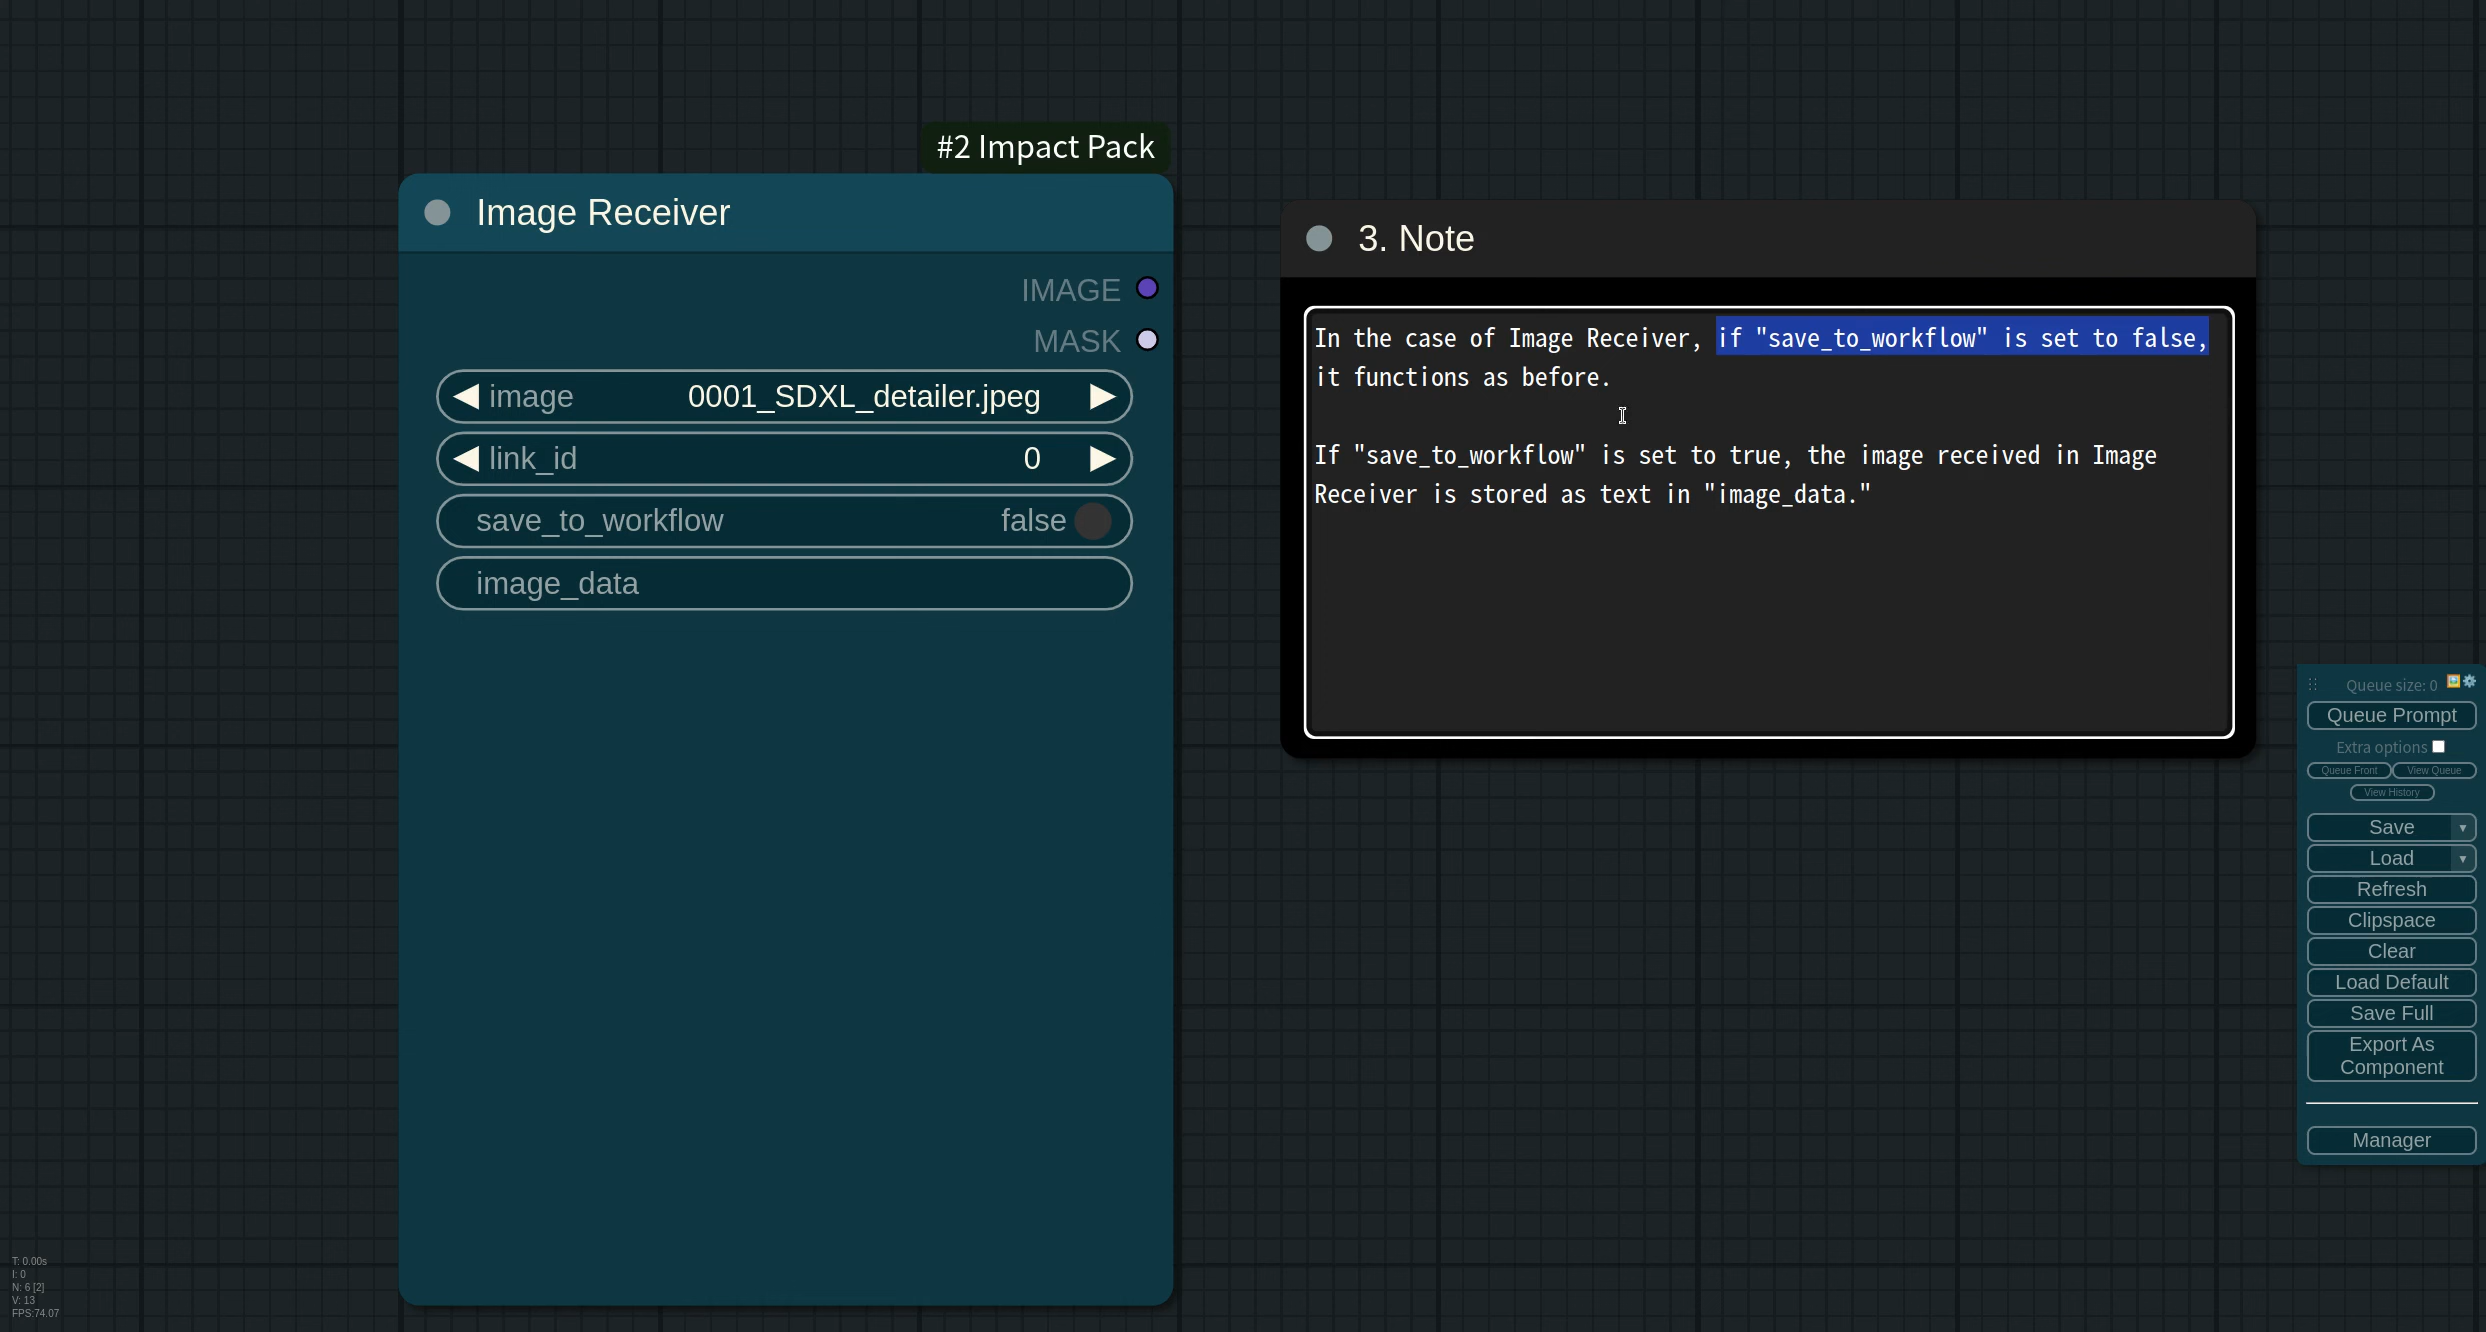 #2 Impact Pack
Image Receiver
IMAGE
MASK
image 0001_SDXL_detailer.jpeg
link_id 0
save_to_workflow false
image_data
3. Note
In the case of Image Receiver, if "save_to_workflow" is set to false,
it functions as before.
If "save_to_workflow" is set to true, the image received in Image
Receiver is stored as text in "image_data."
Queue size: 0
Queue Prompt
Extra options
Queue Front View Queue
View History
Save
Load
Refresh
Clipspace
Clear
Load Default
Save Full
Export As
Component
Manager
T: 0.00s
I: 0
N: 6 [2]
V: 13
FPS:74.07